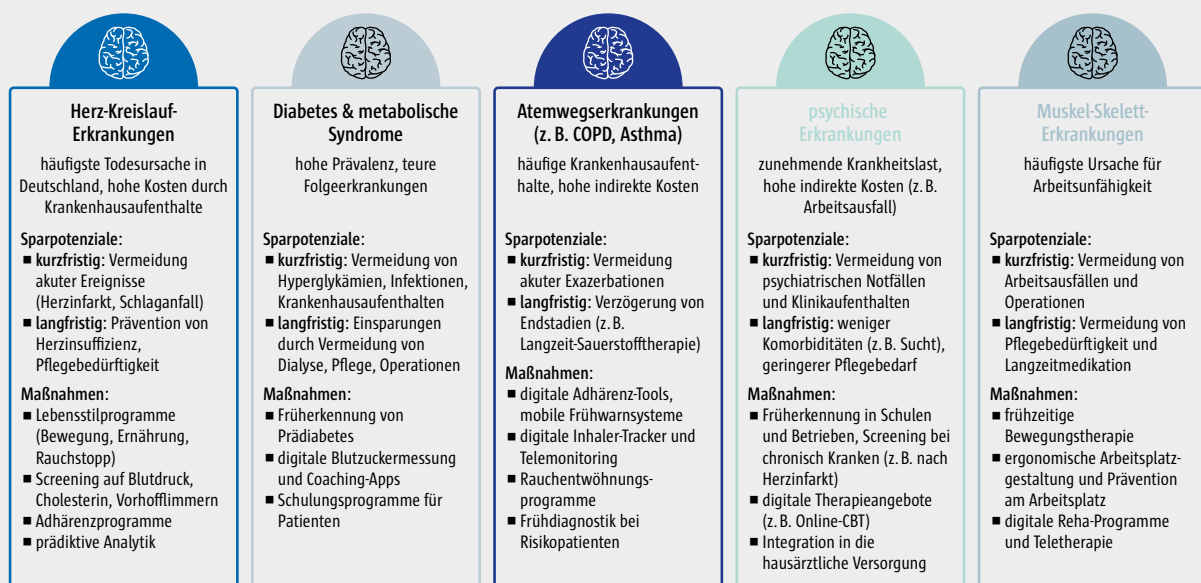 Herz-Kreislauf-
Erkrankungen
häufigste Todesursache in
Deutschland, hohe Kosten durch
Krankenhausaufenthalte
Sparpotenziale:
■ kurzfristig: Vermeidung
akuter Ereignisse
(Herzinfarkt, Schlaganfall)
■ langfristig: Prävention von
Herzinsuffizienz,
Pflegebedürftigkeit
Maßnahmen:
■ Lebensstilprogramme
(Bewegung, Ernährung,
Rauchstopp)
■ Screening auf Blutdruck,
Cholesterin, Vorhofflimmern
■ Adhärenzprogramme
■ prädiktive Analytik
Diabetes & metabolische
Syndrome
hohe Prävalenz, teure
Folgeerkrankungen
Sparpotenziale:
■ kurzfristig: Vermeidung von
Hyperglykämien, Infektionen,
Krankenhausaufenthalten
■ langfristig: Einsparungen
durch Vermeidung von
Dialyse, Pflege, Operationen
Maßnahmen:
■ Früherkennung von
Prädiabetes
■ digitale Blutzuckermessung
und Coaching-Apps
■ Schulungsprogramme für
Patienten
Atemwegserkrankungen
(z. B. COPD, Asthma)
häufige Krankenhausaufent-
halte, hohe indirekte Kosten
Sparpotenziale:
■ kurzfristig: Vermeidung
akuter Exazerbationen
■ langfristig: Verzögerung von
Endstadien (z. B.
Langzeit-Sauerstofftherapie)
Maßnahmen:
■ digitale Adhärenz-Tools,
mobile Frühwarnsysteme
■ digitale Inhaler-Tracker und
Telemonitoring
■ Rauchentwöhnungs-
programme
■ Frühdiagnostik bei
Risikopatienten
psychische
Erkrankungen
zunehmende Krankheitslast,
hohe indirekte Kosten (z. B.
Arbeitsausfall)
Sparpotenziale:
■ kurzfristig: Vermeidung von
psychiatrischen Notfällen
und Klinikaufenthalten
■ langfristig: weniger
Komorbiditäten (z. B. Sucht),
geringerer Pflegebedarf
Maßnahmen:
■ Früherkennung in Schulen
und Betrieben, Screening bei
chronisch Kranken (z. B. nach
Herzinfarkt)
■ digitale Therapieangebote
(z. B. Online-CBT)
■ Integration in die
hausärztliche Versorgung
Muskel-Skelett-
Erkrankungen
häufigste Ursache für
Arbeitsunfähigkeit
Sparpotenziale:
■ kurzfristig: Vermeidung von
Arbeitsausfällen und
Operationen
■ langfristig: Vermeidung von
Pflegebedürftigkeit und
Langzeitmedikation
Maßnahmen:
■ frühzeitige
Bewegungstherapie
■ ergonomische Arbeitsplatz-
gestaltung und Prävention
am Arbeitsplatz
■ digitale Reha-Programme
und Teletherapie